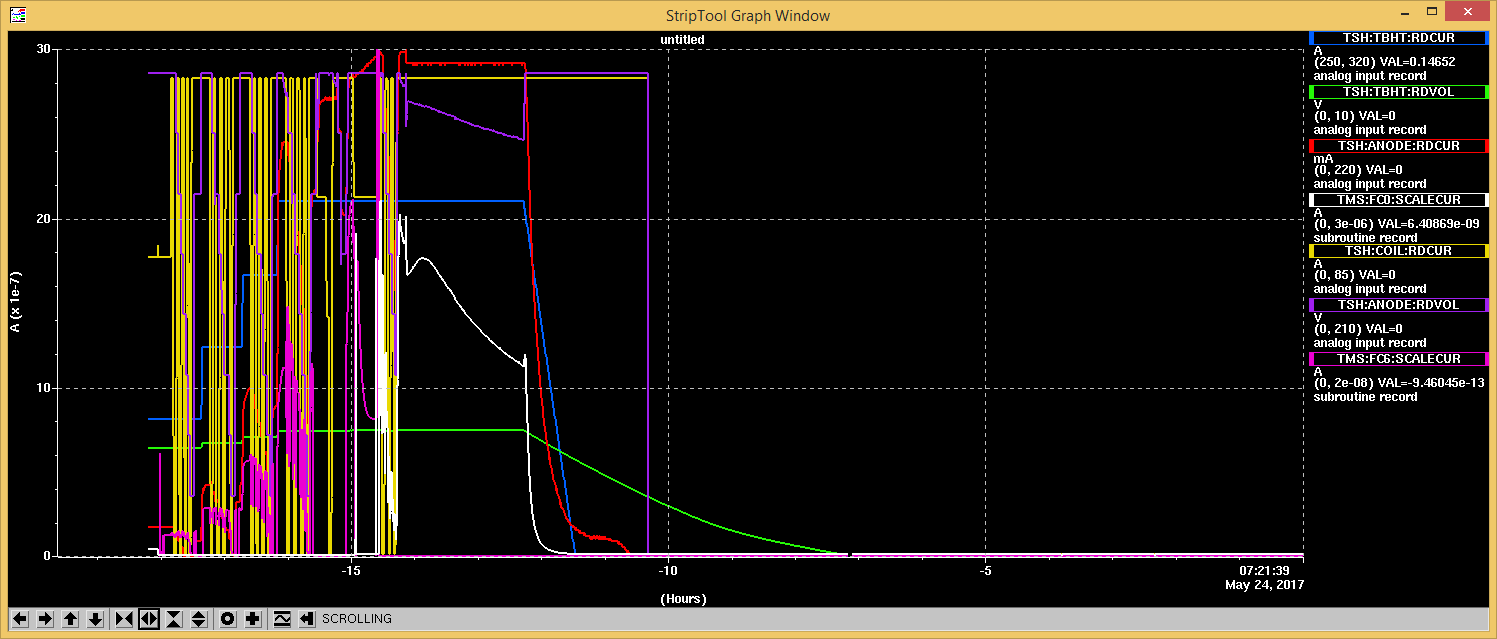 StripTool Graph Window
untitled
30
20
10
0
A (x 1e-7)
-15
-10
-5
07:21:39
May 24, 2017
(Hours)
TSH:TBHT:RDCUR
A
(250, 320) VAL=0.14652
analog input record
TSH:TBHT:RDVOL
V
(0, 10) VAL=0
analog input record
TSH:ANODE:RDCUR
mA
(0, 220) VAL=0
analog input record
TMS:FC0:SCALECUR
A
(0, 3e-06) VAL=6.40869e-09
subroutine record
TSH:COIL:RDCUR
A
(0, 85) VAL=0
analog input record
TSH:ANODE:RDVOL
V
(0, 210) VAL=0
analog input record
TMS:FC6:SCALECUR
A
(0, 2e-08) VAL=-9.46045e-13
subroutine record
SCROLLING